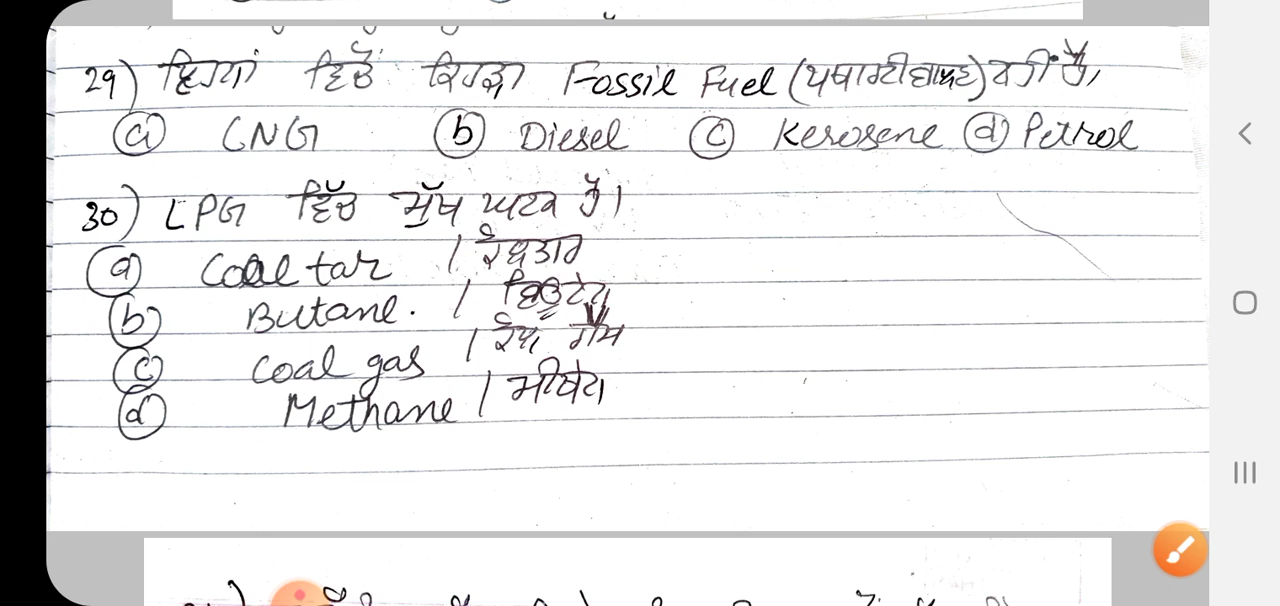 29) ਇਹਨਾਂ ਵਿੱਚੋਂ ਕਿਹੜਾ Fossil Fuel (ਪਥਰਾਟੀ ਬਾਲਣ) ਨਹੀਂ ਹੈ,
(a) CNG (b) Diesel (c) Kerosene (d) Petrol
30) LPG ਵਿੱਚ ਮੁੱਖ ਘਟਕ ਹੈ।
(a) Coal tar / ਕੋਲਤਾਰ
(b) Butane. / ਬਿਊਟੇਨ
(c) Coal gas / ਕੋਲ ਗੈਸ
(d) Methane / ਮੀਥੇਨ